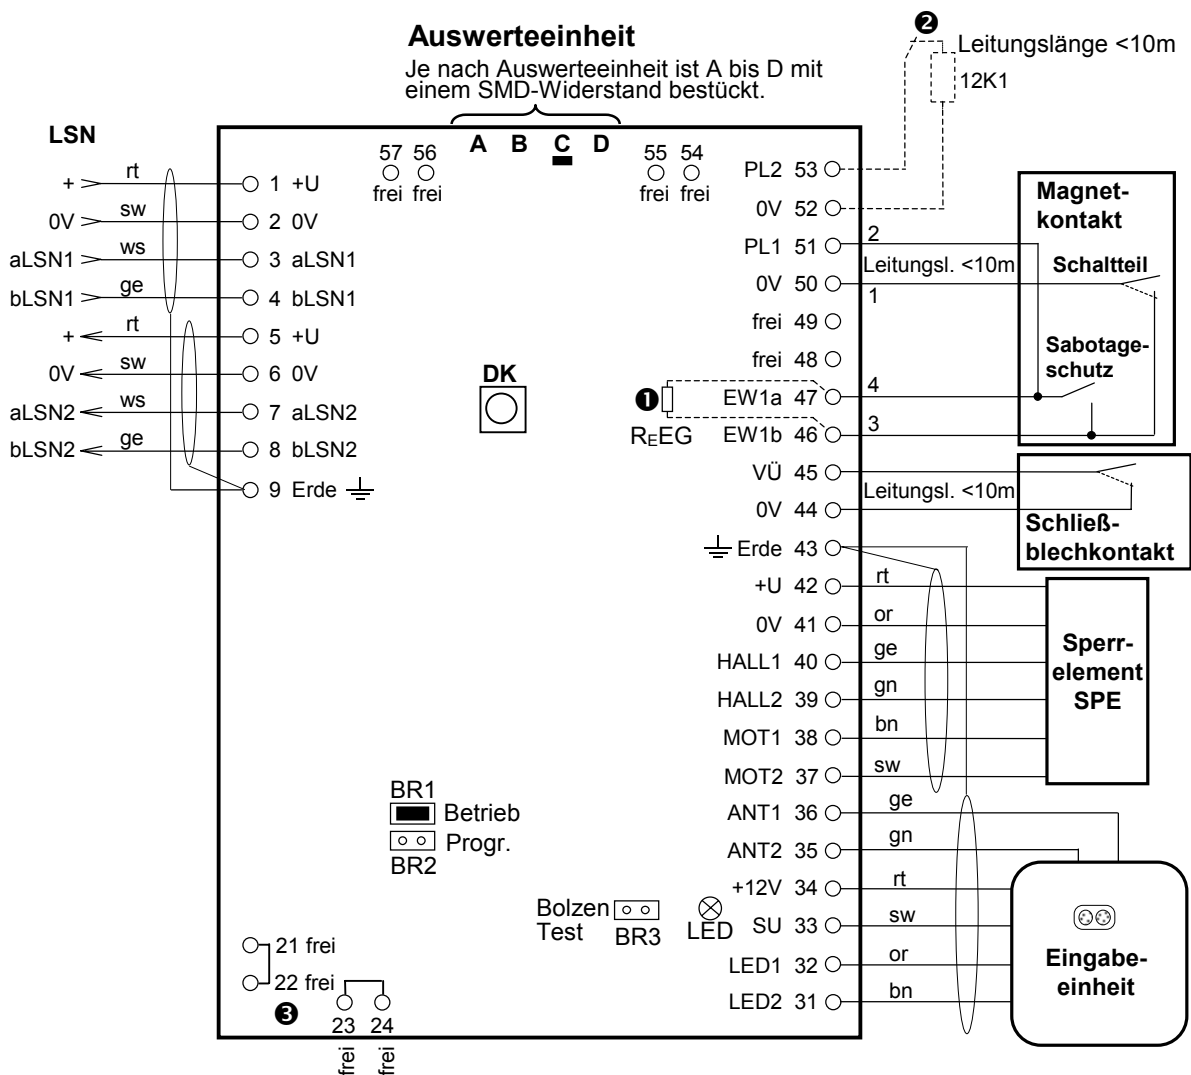 Auswerteeinheit
Je nach Auswerteeinheit ist A bis D mit
einem SMD-Widerstand bestückt.
❷
Leitungslänge <10m
12K1
LSN
A B C D
57 56
frei frei
55 54
frei frei
+ rt 1 +U
0V sw 2 0V
aLSN1 ws 3 aLSN1
bLSN1 ge 4 bLSN1
+ rt 5 +U
0V sw 6 0V
aLSN2 ws 7 aLSN2
bLSN2 ge 8 bLSN2
9 Erde
DK
❶
REEG
PL2 53
0V 52
PL1 51 2
Leitungsl. <10m
0V 50 1
frei 49
frei 48
EW1a 47 4
EW1b 46 3
VÜ 45
Leitungsl. <10m
0V 44
Erde 43
+U 42 rt
0V 41 or
HALL1 40 ge
HALL2 39 gn
MOT1 38 bn
MOT2 37 sw
ANT1 36 ge
ANT2 35 gn
+12V 34 rt
SU 33 sw
LED1 32 or
LED2 31 bn
Magnet-
kontakt
Schaltteil
Sabotage-
schutz
Schließ-
blechkontakt
Sperr-
element
SPE
Eingabe-
einheit
BR1
Betrieb
Progr.
BR2
Bolzen
Test
BR3
LED
21 frei
22 frei
❸
23 24
frei frei